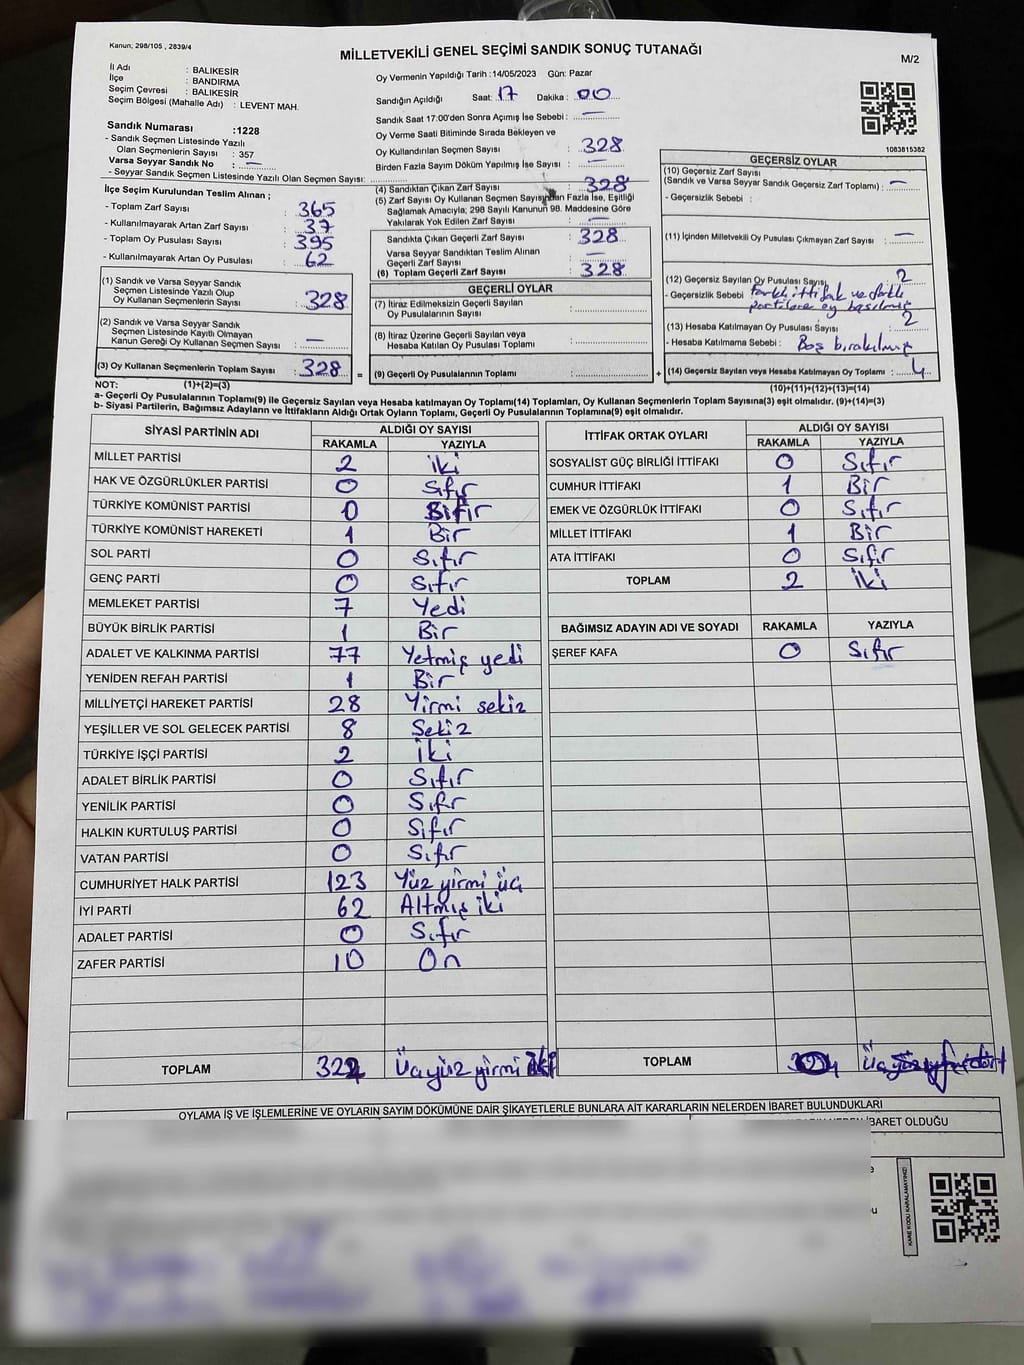 Kanun; 298/105 , 2839/4
MİLLETVEKİLİ GENEL SEÇİMİ SANDIK SONUÇ TUTANAĞI
M/2
İl Adı : BALIKESİR
İlçe : BANDIRMA
Seçim Çevresi : BALIKESİR
Seçim Bölgesi (Mahalle Adı) : LEVENT MAH.
Sandık Numarası :1228
- Sandık Seçmen Listesinde Yazılı
Olan Seçmenlerin Sayısı : 357
Varsa Seyyar Sandık No : —
- Seyyar Sandık Seçmen Listesinde Yazılı Olan Seçmen Sayısı:
İlçe Seçim Kurulundan Teslim Alınan ;
- Toplam Zarf Sayısı : 365
- Kullanılmayarak Artan Zarf Sayısı : 37
- Toplam Oy Pusulası Sayısı : 395
- Kullanılmayarak Artan Oy Pusulası : 62
(1) Sandık ve Varsa Seyyar Sandık
Seçmen Listesinde Yazılı Olup
Oy Kullanan Seçmenlerin Sayısı : 328
(2) Sandık ve Varsa Seyyar Sandık
Seçmen Listesinde Kayıtlı Olmayan
Kanun Gereği Oy Kullanan Seçmen Sayısı : —
(3) Oy Kullanan Seçmenlerin Toplam Sayısı : 328 =
Oy Vermenin Yapıldığı Tarih :14/05/2023 Gün: Pazar
Sandığın Açıldığı Saat: 17 Dakika : 00
Sandık Saat 17:00'den Sonra Açımış İse Sebebi : —
Oy Verme Saati Bitiminde Sırada Bekleyen ve
Oy Kullandırılan Seçmen Sayısı : 328
Birden Fazla Sayım Döküm Yapılmış İse Sayısı : —
(4) Sandıktan Çıkan Zarf Sayısı : 328
(5) Zarf Sayısı Oy Kullanan Seçmen Sayısından Fazla İse, Eşitliği
Sağlamak Amacıyla; 298 Sayılı Kanunun 98. Maddesine Göre
Yakılarak Yok Edilen Zarf Sayısı : —
Sandıkta Çıkan Geçerli Zarf Sayısı : 328
Varsa Seyyar Sandıktan Teslim Alınan
Geçerli Zarf Sayısı : —
(6) Toplam Geçerli Zarf Sayısı : 328
GEÇERLİ OYLAR
(7) İtiraz Edilmeksizin Geçerli Sayılan
Oy Pusulasının Sayısı :
(8) İtiraz Üzerine Geçerli Sayılan veya
Hesaba Katılan Oy Pusulası Toplamı :
(9) Geçerli Oy Pusulalarının Toplamı : +
1083815382
GEÇERSİZ OYLAR
(10) Geçersiz Zarf Sayısı
(Sandık ve Varsa Seyyar Sandık Geçersiz Zarf Toplamı) : —
- Geçersizlik Sebebi :
(11) İçinden Milletvekili Oy Pusulası Çıkmayan Zarf Sayısı : —
(12) Geçersiz Sayılan Oy Pusulası Sayısı 2
- Geçersizlik Sebebi : farklı ittifak ve farklı
partilere oy basılmış
(13) Hesaba Katılmayan Oy Pusulası Sayısı : 2
- Hesaba Katılmama Sebebi : Boş bırakılmış
(14) Geçersiz Sayılan veya Hesaba Katılmayan Oy Toplamı : 4
NOT: (1)+(2)=(3)
(10)+(11)+(12)+(13)=(14)
a- Geçerli Oy Pusulalarının Toplamı(9) ile Geçersiz Sayılan veya Hesaba katılmayan Oy Toplamı(14) Toplamları, Oy Kullanan Seçmenlerin Toplam Sayısına(3) eşit olmalıdır. (9)+(14)=(3)
b- Siyasi Partilerin, Bağımsız Adayların ve İttifakların Aldığı Ortak Oyların Toplamı, Geçerli Oy Pusulalarının Toplamına(9) eşit olmalıdır.
SİYASİ PARTİNİN ADI ALDIĞI OY SAYISI
RAKAMLA YAZIYLA
MİLLET PARTİSİ 2 iki
HAK VE ÖZGÜRLÜKLER PARTİSİ 0 Sıfır
TÜRKİYE KOMÜNİST PARTİSİ 0
TÜRKİYE KOMÜNİST HAREKETİ 1 Bir
SOL PARTİ 0 Sıfır
GENÇ PARTİ 0 Sıfır
MEMLEKET PARTİSİ 7 Yedi
BÜYÜK BİRLİK PARTİSİ 1 Bir
ADALET VE KALKINMA PARTİSİ 77 Yetmiş yedi
YENİDEN REFAH PARTİSİ 1 Bir
MİLLİYETÇİ HAREKET PARTİSİ 28 Yirmi sekiz
YEŞİLLER VE SOL GELECEK PARTİSİ 8 Sekiz
TÜRKİYE İŞÇİ PARTİSİ 2 İki
ADALET BİRLİK PARTİSİ 0 Sıfır
YENİLİK PARTİSİ 0 Sıfır
HALKIN KURTULUŞ PARTİSİ 0 Sıfır
VATAN PARTİSİ 0 Sıfır
CUMHURİYET HALK PARTİSİ 123 Yüz yirmi üç
İYİ PARTİ 62 Altmış iki
ADALET PARTİSİ 0 Sıfır
ZAFER PARTİSİ 10 On
TOPLAM 322 Üçyüz yirmi
İTTİFAK ORTAK OYLARI ALDIĞI OY SAYISI
RAKAMLA YAZIYLA
SOSYALİST GÜÇ BİRLİĞİ İTTİFAKI 0 Sıfır
CUMHUR İTTİFAKI 1 Bir
EMEK VE ÖZGÜRLÜK İTTİFAKI 0 Sıfır
MİLLET İTTİFAKI 1 Bir
ATA İTTİFAKI 0 Sıfır
TOPLAM 2 İki
BAĞIMSIZ ADAYIN ADI VE SOYADI RAKAMLA YAZIYLA
ŞEREF KAFA 0 Sıfır
TOPLAM
OYLAMA İŞ VE İŞLEMLERİNE VE OYLARIN SAYIM DÖKÜMÜNE DAİR ŞİKAYETLERLE BUNLARA AİT KARARLARIN NELERDEN İBARET BULUNDUKLARI
İBARET OLDUĞU
KARE KODU KARALAMAYINIZ!